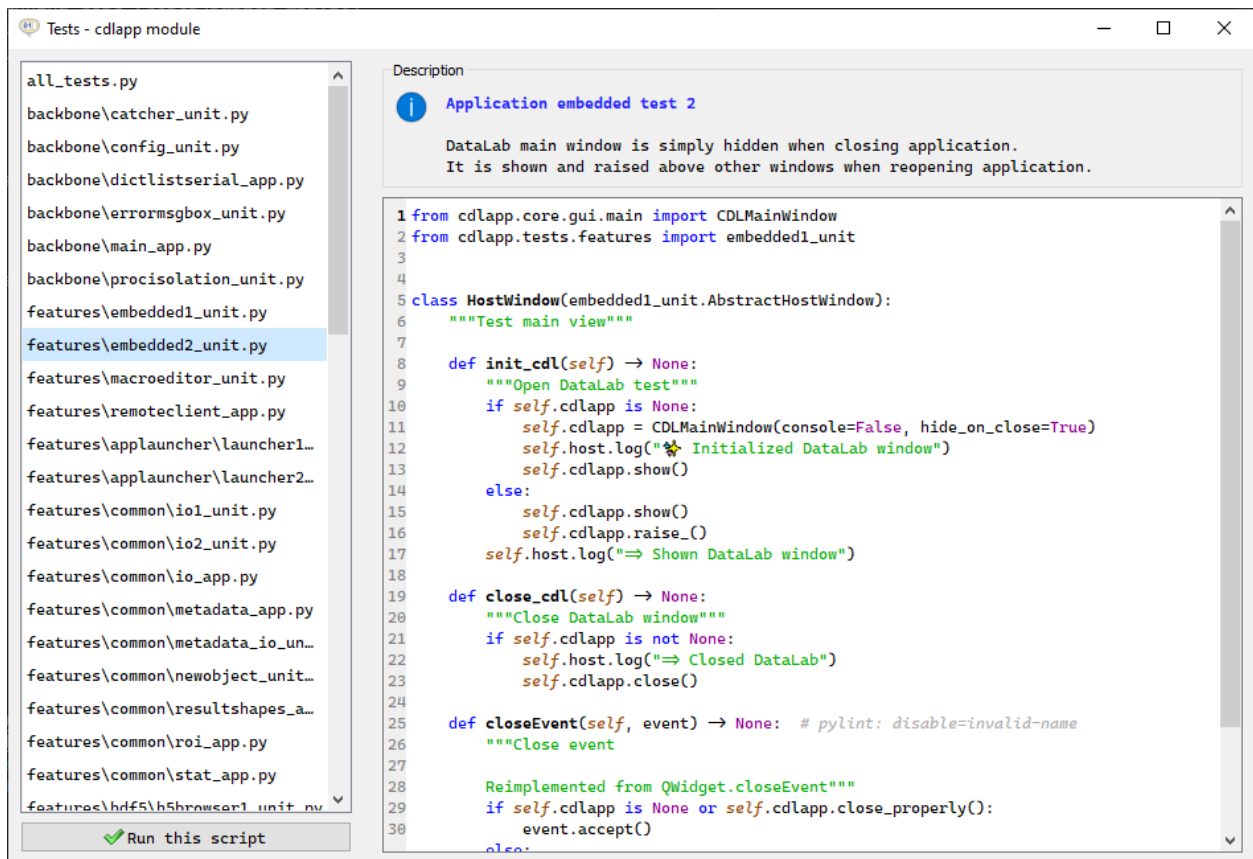 Tests - cdlapp module
all_tests.py
backbone\catcher_unit.py
backbone\config_unit.py
backbone\dictlistserial_app.py
backbone\errormsgbox_unit.py
backbone\main_app.py
backbone\procisolation_unit.py
features\embedded1_unit.py
features\embedded2_unit.py
features\macroeditor_unit.py
features\remoteclient_app.py
features\applauncher\launcher1…
features\applauncher\launcher2…
features\common\io1_unit.py
features\common\io2_unit.py
features\common\io_app.py
features\common\metadata_app.py
features\common\metadata_io_un…
features\common\newobject_unit…
features\common\resultshapes_a…
features\common\roi_app.py
features\common\stat_app.py
features\hdf5\h5browser1_unit.py
Run this script
Description
Application embedded test 2
DataLab main window is simply hidden when closing application.
It is shown and raised above other windows when reopening application.
1 from cdlapp.core.gui.main import CDLMainWindow
2 from cdlapp.tests.features import embedded1_unit
3
4
5 class HostWindow(embedded1_unit.AbstractHostWindow):
6     """Test main view"""
7
8     def init_cdl(self) → None:
9         """Open DataLab test"""
10         if self.cdlapp is None:
11             self.cdlapp = CDLMainWindow(console=False, hide_on_close=True)
12             self.host.log("✨ Initialized DataLab window")
13             self.cdlapp.show()
14         else:
15             self.cdlapp.show()
16             self.cdlapp.raise_()
17         self.host.log("⇒ Shown DataLab window")
18
19     def close_cdl(self) → None:
20         """Close DataLab window"""
21         if self.cdlapp is not None:
22             self.host.log("⇒ Closed DataLab")
23             self.cdlapp.close()
24
25     def closeEvent(self, event) → None:  # pylint: disable=invalid-name
26         """Close event
27
28         Reimplemented from QWidget.closeEvent"""
29         if self.cdlapp is None or self.cdlapp.close_properly():
30             event.accept()
else: